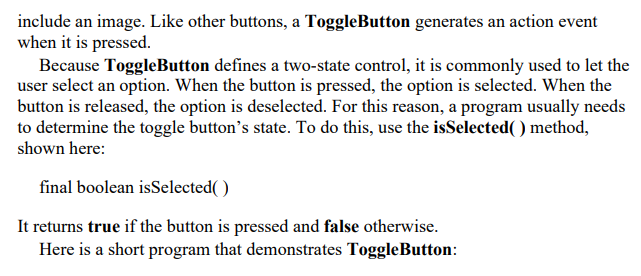 include an image. Like other buttons, a ToggleButton generates an action event
when it is pressed.
Because ToggleButton defines a two-state control, it is commonly used to let the
user select an option. When the button is pressed, the option is selected. When the
button is released, the option is deselected. For this reason, a program usually needs
to determine the toggle button’s state. To do this, use the isSelected( ) method,
shown here:
final boolean isSelected( )
It returns true if the button is pressed and false otherwise.
Here is a short program that demonstrates ToggleButton: